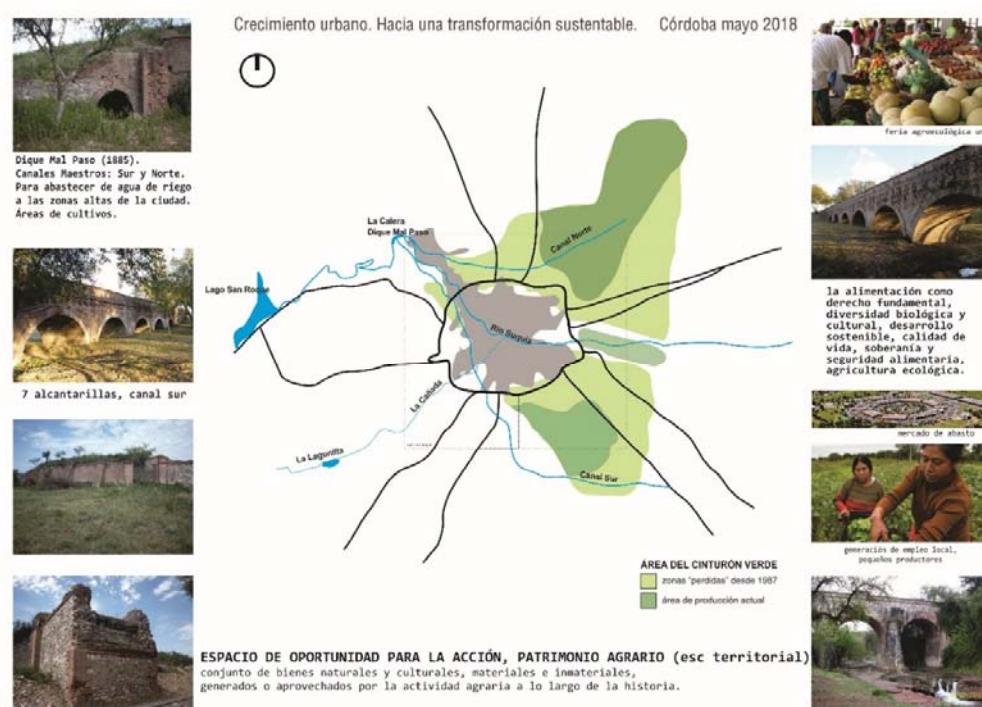 Crecimiento urbano. Hacia una transformación sustentable. Córdoba mayo 2018
Dique Mal Paso (1885).
Canales Maestros: Sur y Norte.
Para abastecer de agua de riego
a las zonas altas de la ciudad.
Áreas de cultivos.
7 alcantarillas, canal sur
La Calera
Dique Mal Paso
Canal Norte
Lago San Roque
Río Suquía
La Cañada
La Lagunilla
Canal Sur
ÁREA DEL CINTURÓN VERDE
zonas "perdidas" desde 1987
área de producción actual
feria agroecológica un
la alimentación como
derecho fundamental,
diversidad biológica y
cultural, desarrollo
sostenible, calidad de
vida, soberanía y
seguridad alimentaria,
agricultura ecológica.
mercado de abasto
generación de empleo local,
pequeños productores
ESPACIO DE OPORTUNIDAD PARA LA ACCIÓN, PATRIMONIO AGRARIO (esc territorial)
conjunto de bienes naturales y culturales, materiales e inmateriales,
generados o aprovechados por la actividad agraria a lo largo de la historia.